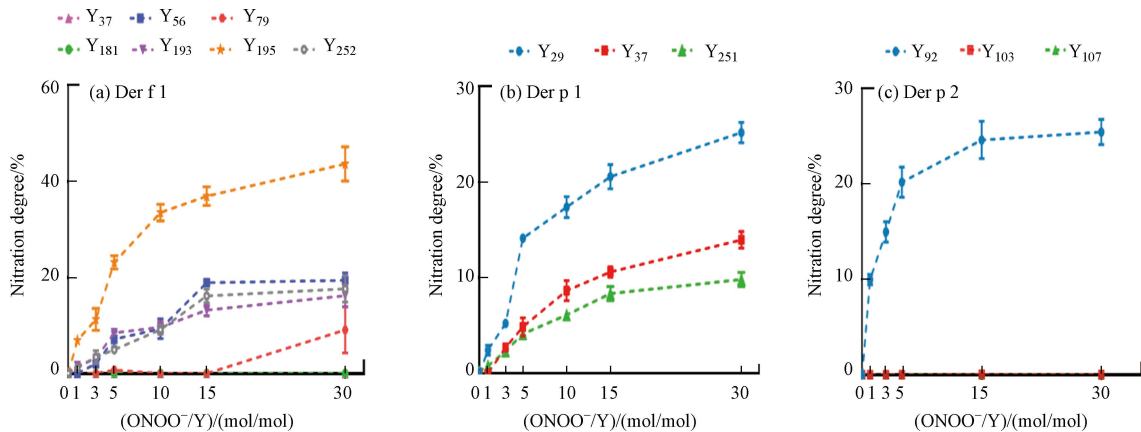 Y37 Y56 Y79
Y181 Y193 Y195 Y252
Y29 Y37 Y251
Y92 Y103 Y107
(a) Der f 1
60
40
20
0
Nitration degree/%
0 1 3 5 10 15 30
(ONOO⁻/Y)/(mol/mol)
(b) Der p 1
30
20
10
0
Nitration degree/%
0 1 3 5 10 15 30
(ONOO⁻/Y)/(mol/mol)
(c) Der p 2
30
20
10
0
Nitration degree/%
0 1 3 5 15 30
(ONOO⁻/Y)/(mol/mol)